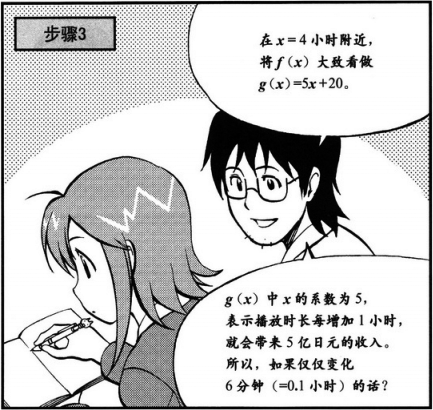 步骤3
在x=4小时附近，
将f(x)大致看做
g(x)=5x+20。
g(x)中x的系数为5，
表示播放时长每增加1小时，
就会带来5亿日元的收入。
所以，如果仅仅变化
6分钟(=0.1小时)的话?